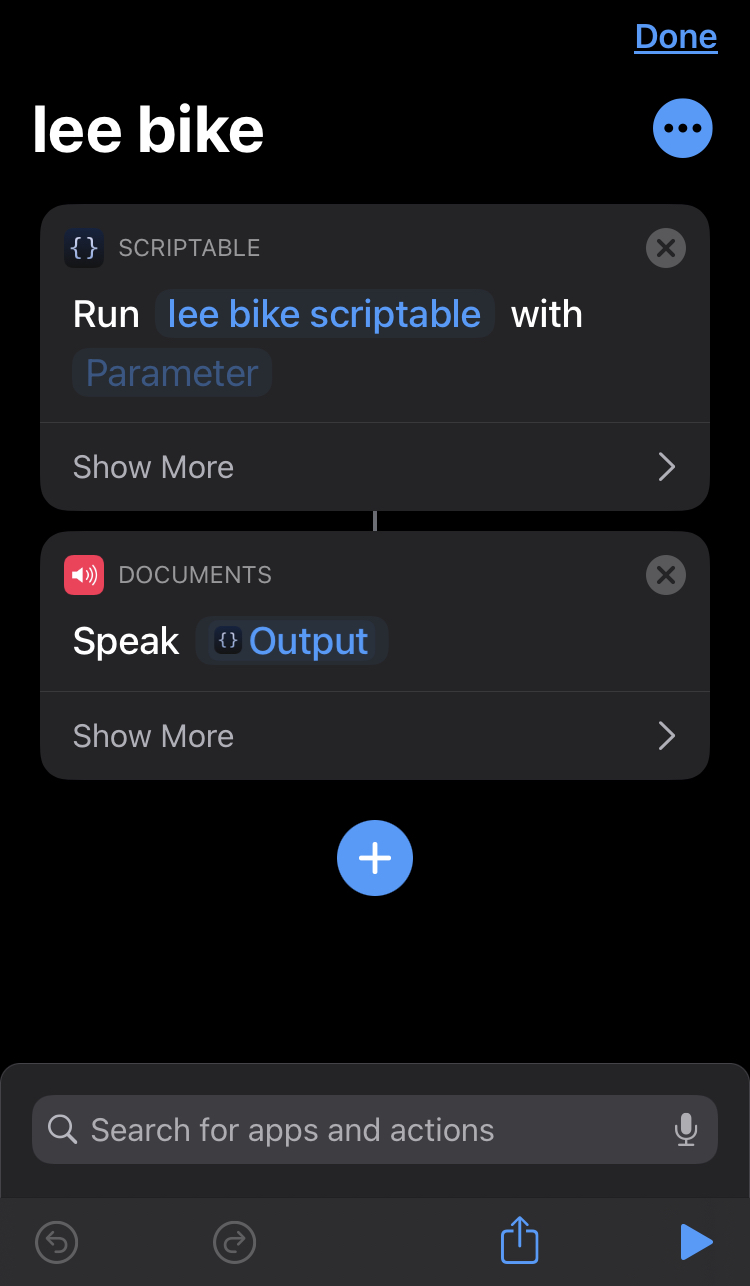 Done
lee bike
{} SCRIPTABLE
Run lee bike scriptable with
Parameter
Show More
DOCUMENTS
Speak {} Output
Show More
Search for apps and actions